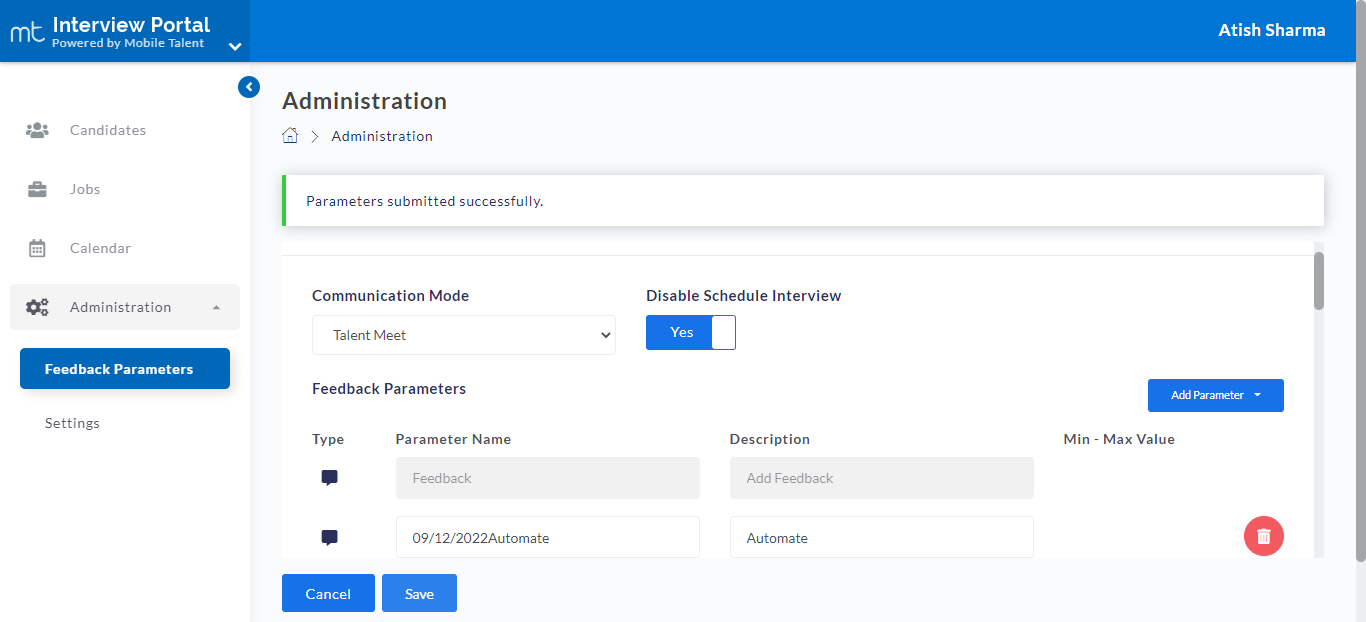 mt Interview Portal
Powered by Mobile Talent
Atish Sharma
Candidates
Jobs
Calendar
Administration
Feedback Parameters
Settings
Administration
Administration
Parameters submitted successfully.
Communication Mode Disable Schedule Interview
Talent Meet Yes
Feedback Parameters Add Parameter
Type Parameter Name Description Min - Max Value
Feedback Add Feedback
09/12/2022Automate Automate
Cancel Save